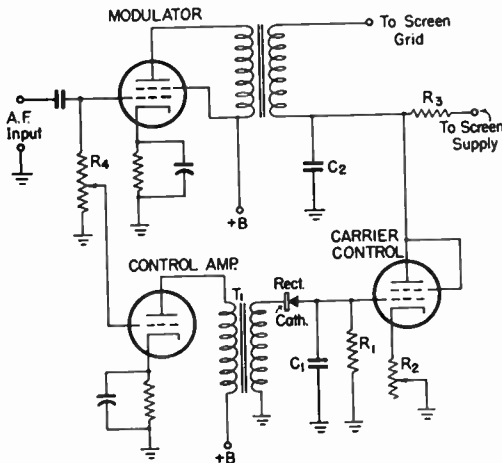 MODULATOR
To Screen
Grid
A.F.
Input
R4
R3
To Screen
Supply
C2
+B
CARRIER
CONTROL
CONTROL AMP.
T1
Rect.
Cath.
C1
R1
R2
+B